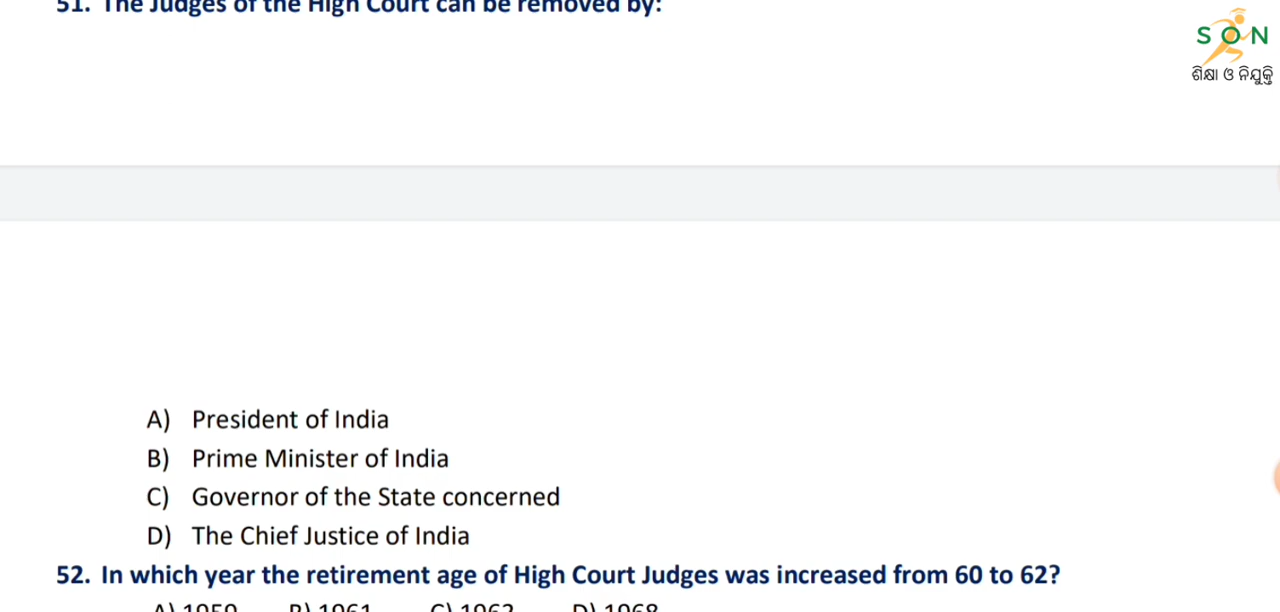 51. The Judges of the High Court can be removed by:
SON
ଶିକ୍ଷା ଓ ନିଯୁକ୍ତି
A) President of India
B) Prime Minister of India
C) Governor of the State concerned
D) The Chief Justice of India
52. In which year the retirement age of High Court Judges was increased from 60 to 62?